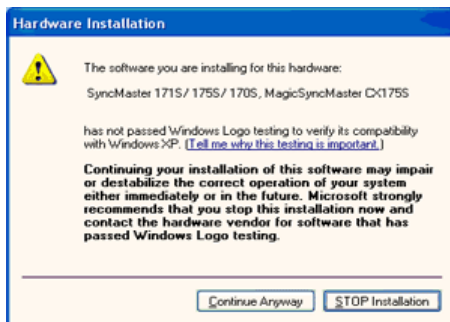 Hardware Installation
The software you are installing for this hardware:
SyncMaster 171S/ 175S/ 170S, MagicSyncMaster CX175S
has not passed Windows Logo testing to verify its compatibility
with Windows XP. (Tell me why this testing is important.)
Continuing your installation of this software may impair
or destabilize the correct operation of your system
either immediately or in the future. Microsoft strongly
recommends that you stop this installation now and
contact the hardware vendor for software that has
passed Windows Logo testing.
Continue Anyway STOP Installation